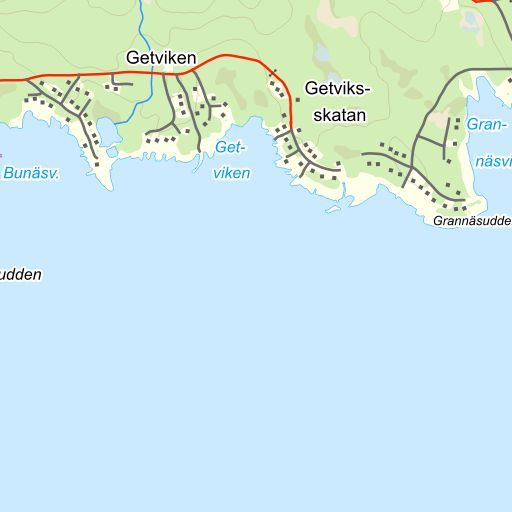 Getviken
Getviks-
skatan
Gran-
näsvi
Get-
viken
Bunäsv.
Grannäsudde
udden